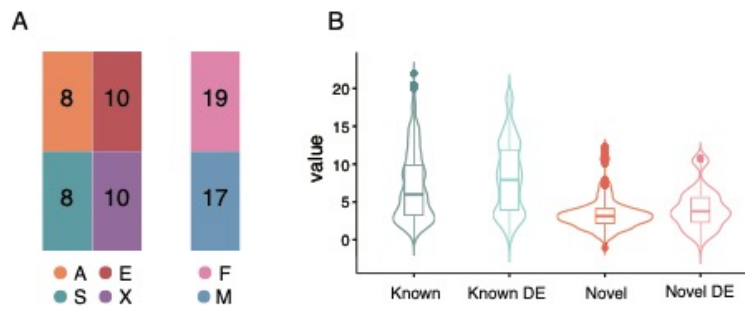 A
8 10
8 10
19
17
A E
S X
F
M
B
value
20
15
10
5
0
Known Known DE Novel Novel DE